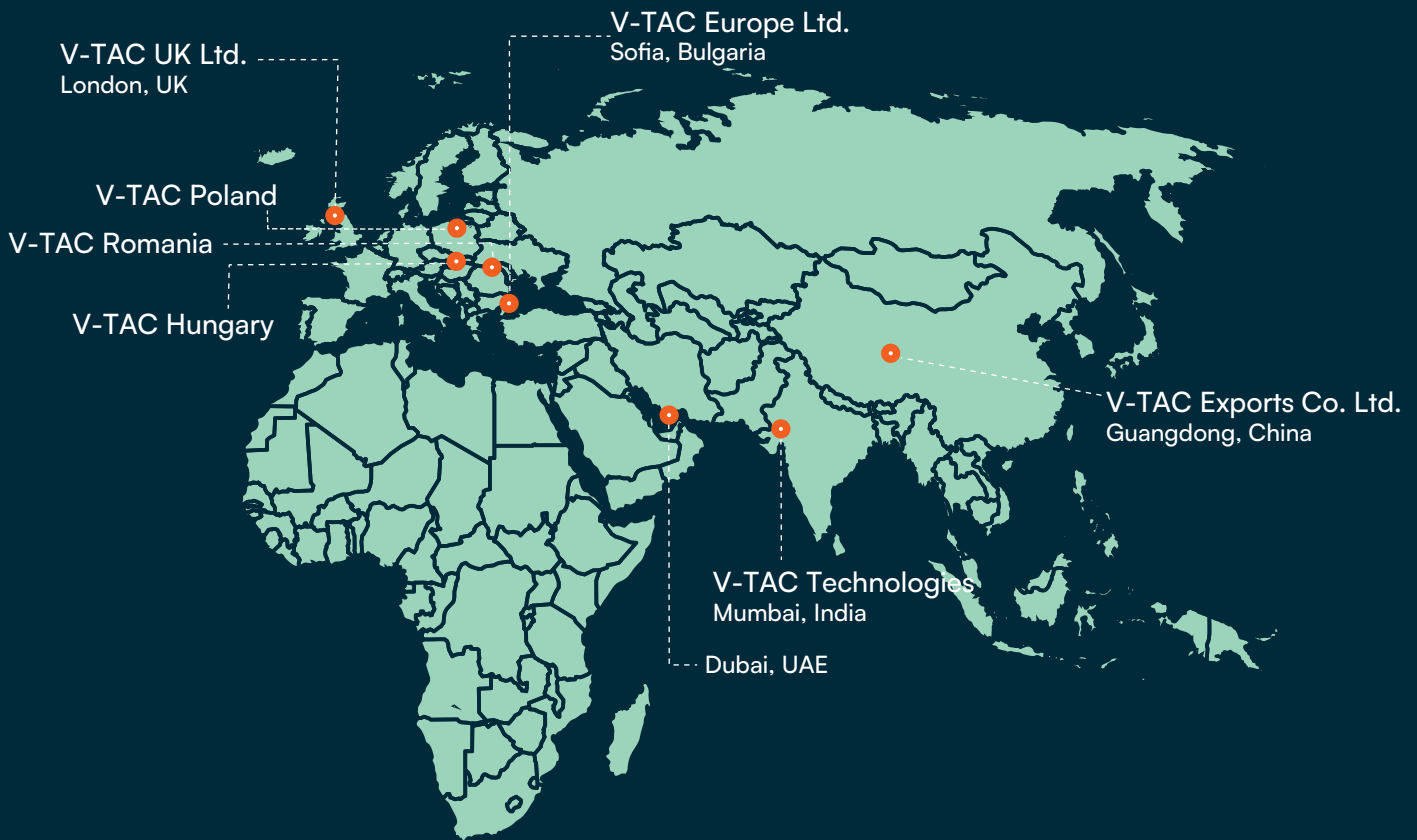 V-TAC Europe Ltd.
Sofia, Bulgaria
V-TAC UK Ltd.
London, UK
V-TAC Poland
V-TAC Romania
V-TAC Hungary
V-TAC Exports Co. Ltd.
Guangdong, China
V-TAC Technologies
Mumbai, India
Dubai, UAE